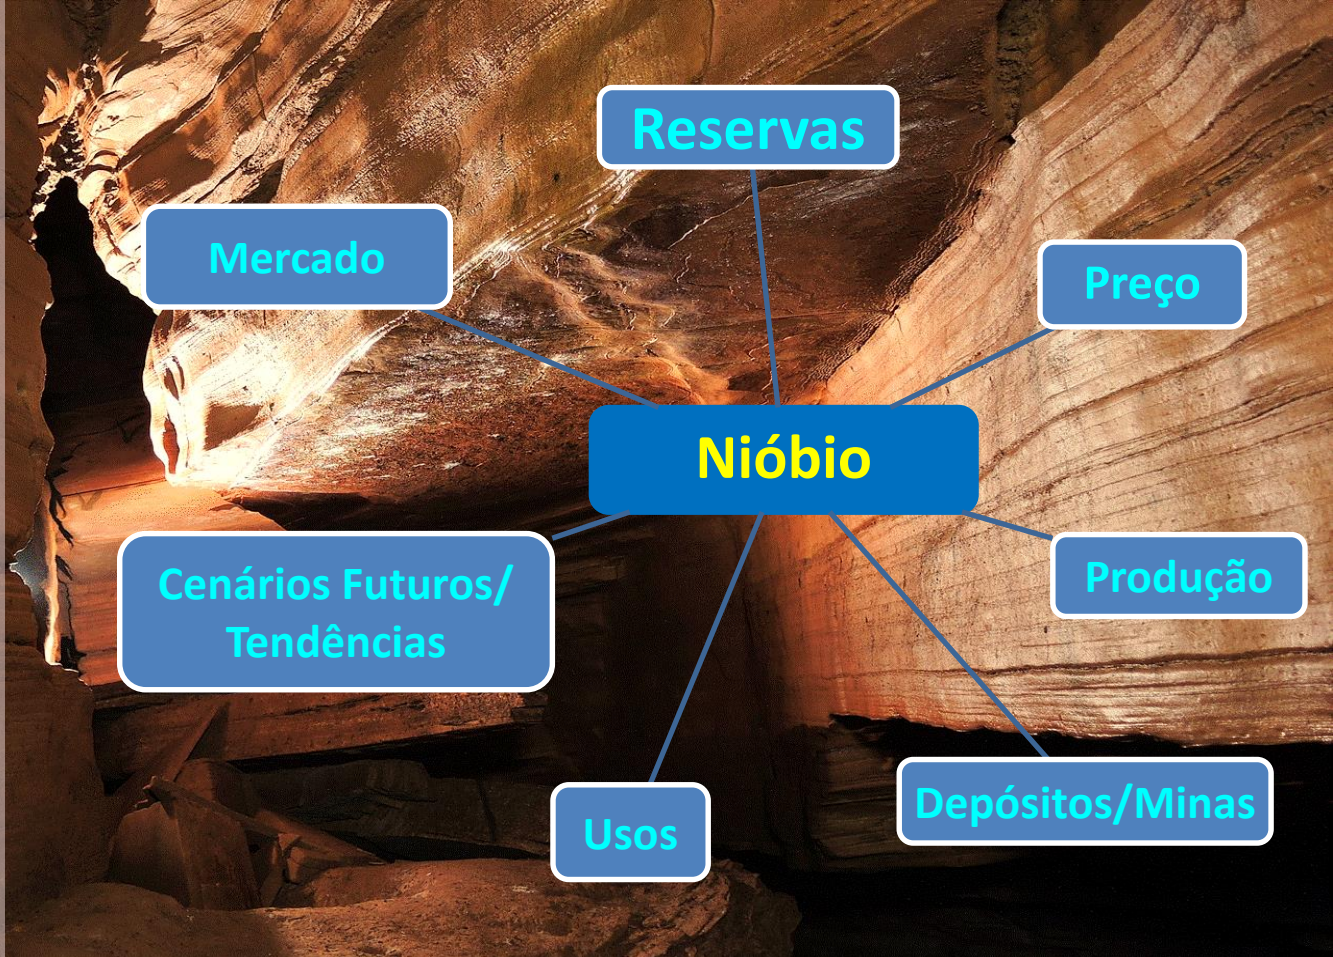 Reservas
Mercado
Preço
Nióbio
Cenários Futuros/
Tendências
Produção
Usos
Depósitos/Minas